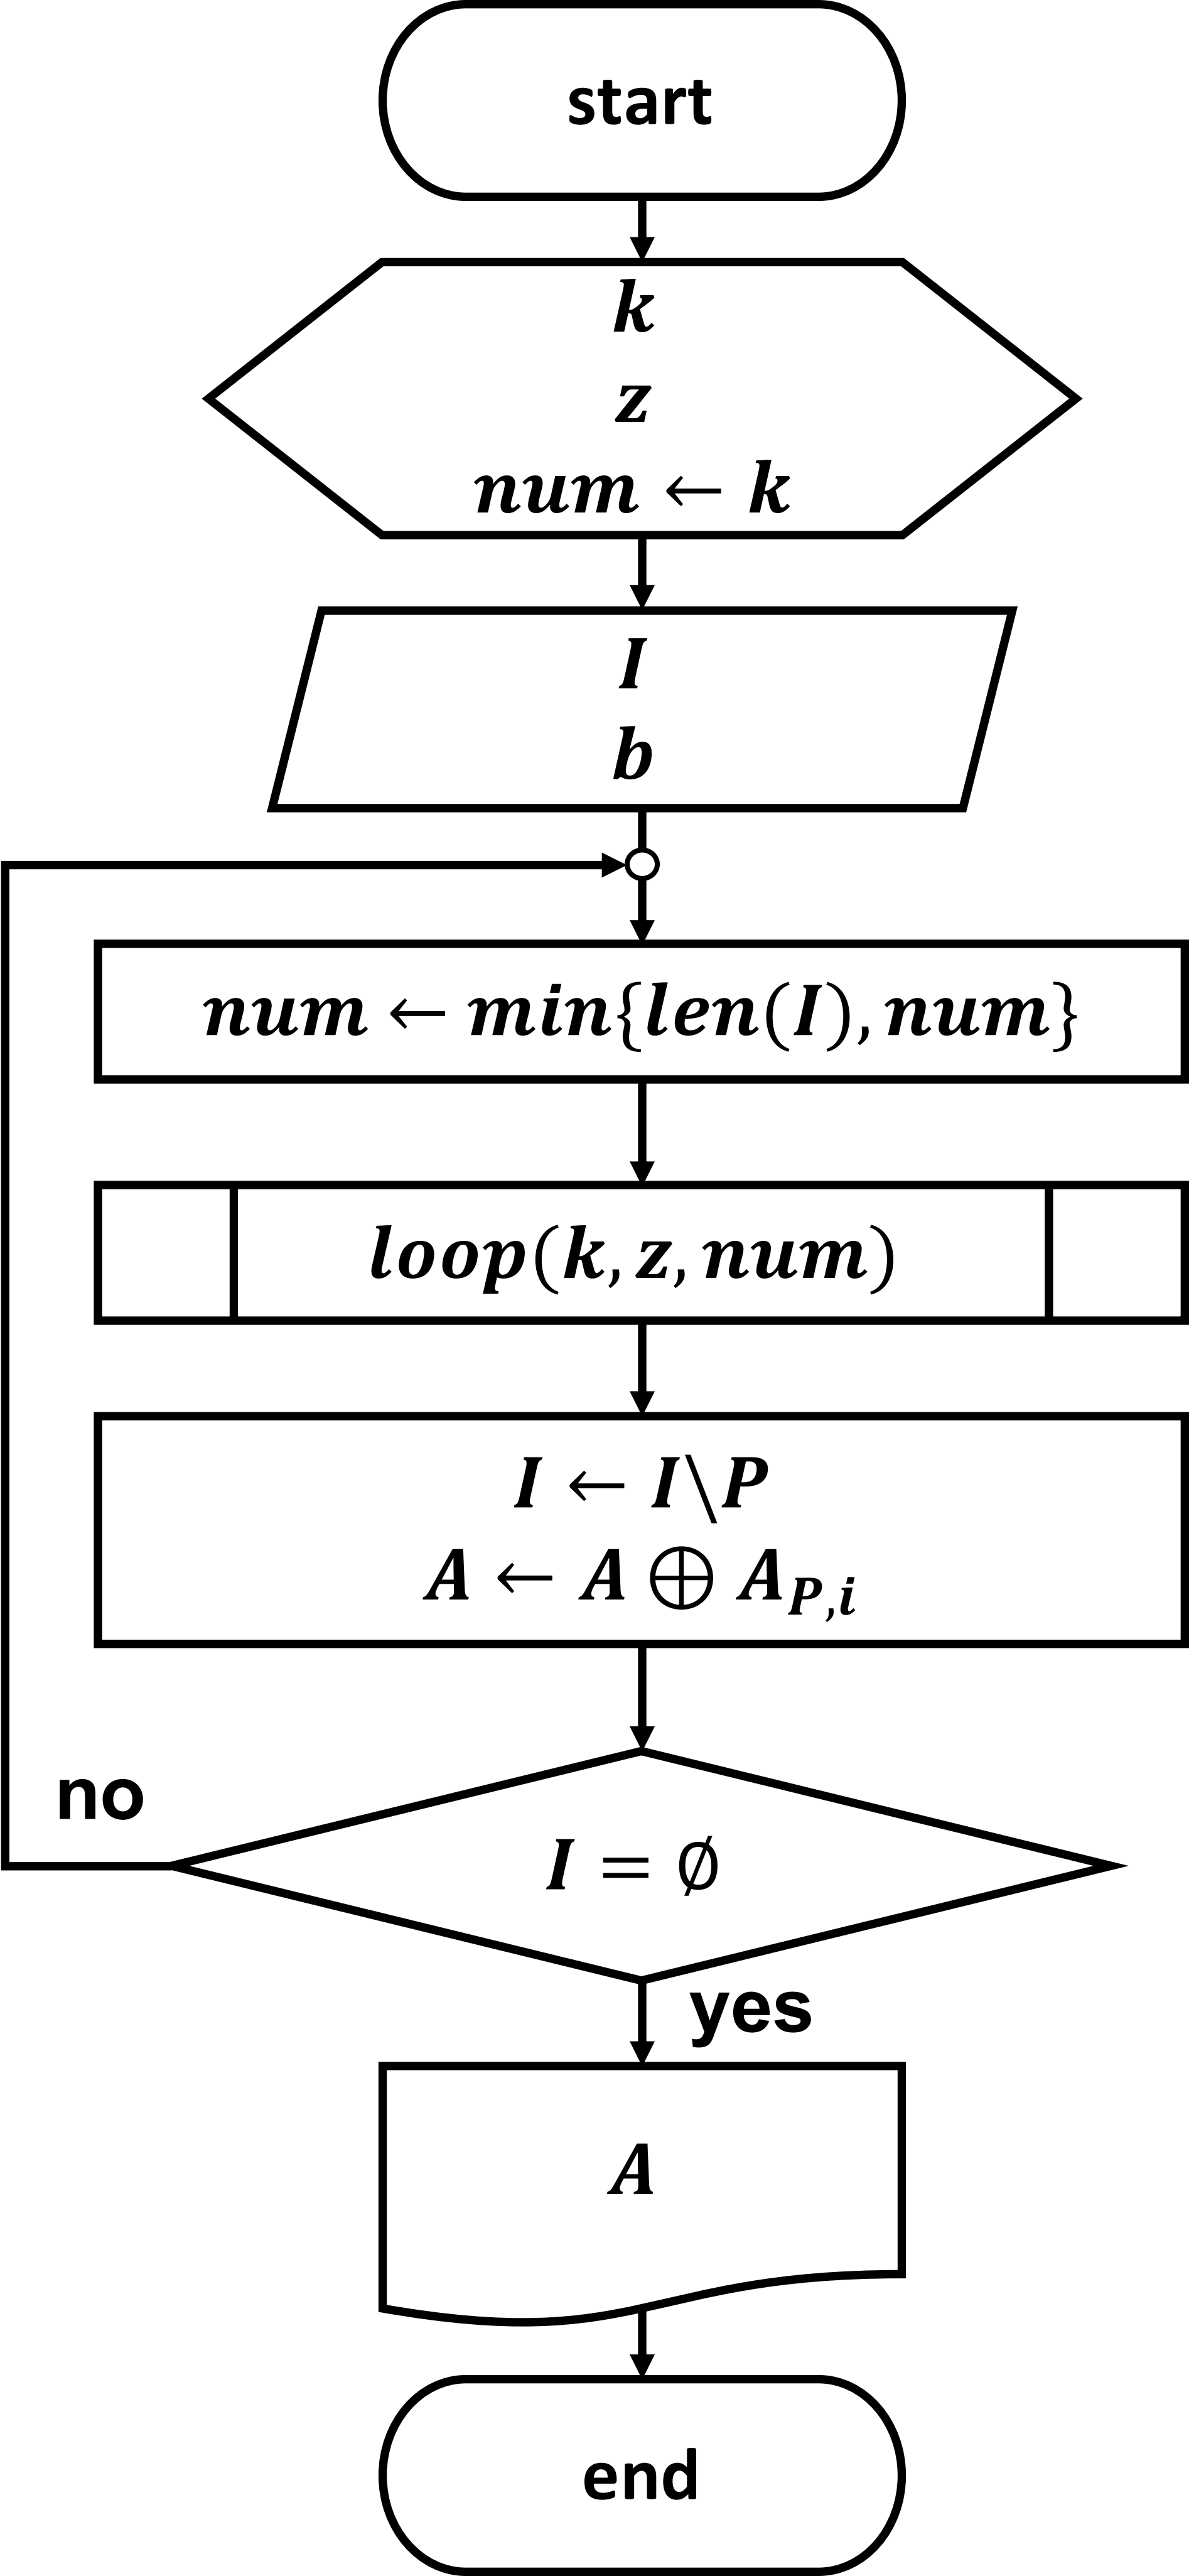 start
k
z
num ← k
I
b
num ← min{len(I), num}
loop(k, z, num)
I ← I\P
A ← A ⊕ A_{P,i}
no
I = ∅
yes
A
end